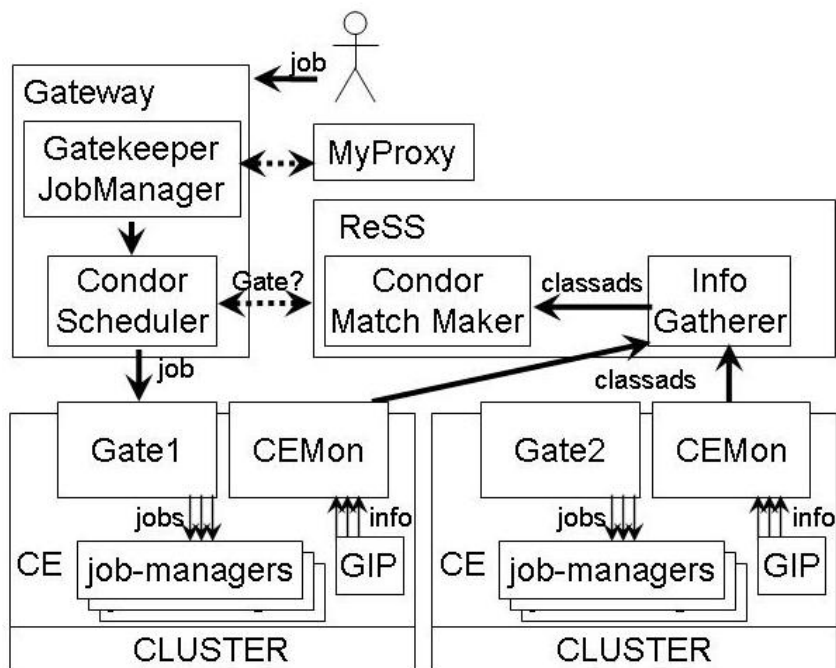 job
Gateway
Gatekeeper
JobManager
MyProxy
ReSS
Condor
Scheduler
Gate?
Condor
Match Maker
classads
Info
Gatherer
job
classads
Gate1
CEMon
Gate2
CEMon
jobs
info
jobs
info
CE
job-managers
GIP
CE
job-managers
GIP
CLUSTER
CLUSTER